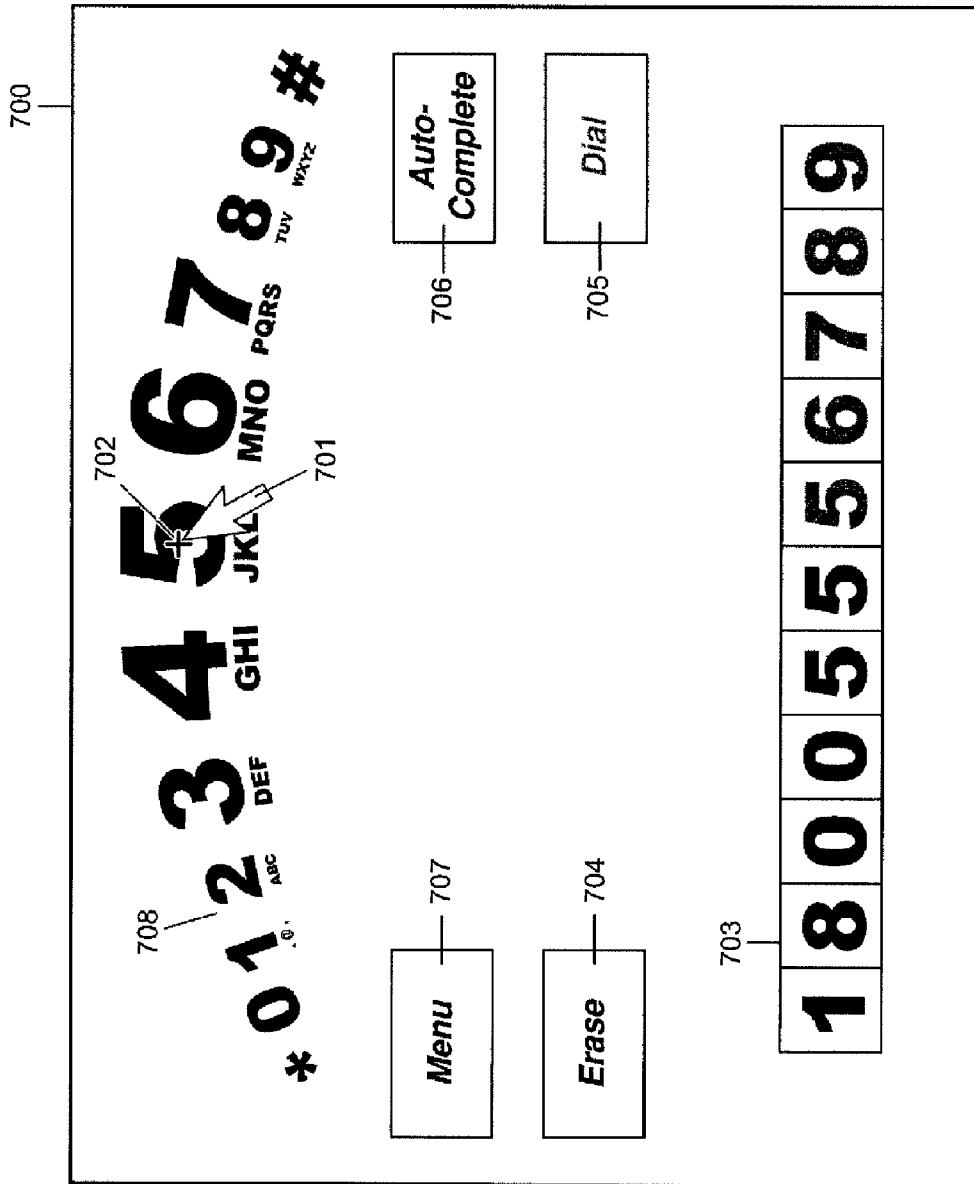 700
702
708
* 0 1 2 3 4 5 6 7 8 9 #
.@, ABC DEF GHI JKL MNO PQRS TUV WXYZ
701
Menu
707
706
Auto-
Complete
Erase
704
705
Dial
703
1 8 0 0 5 5 5 6 7 8 9